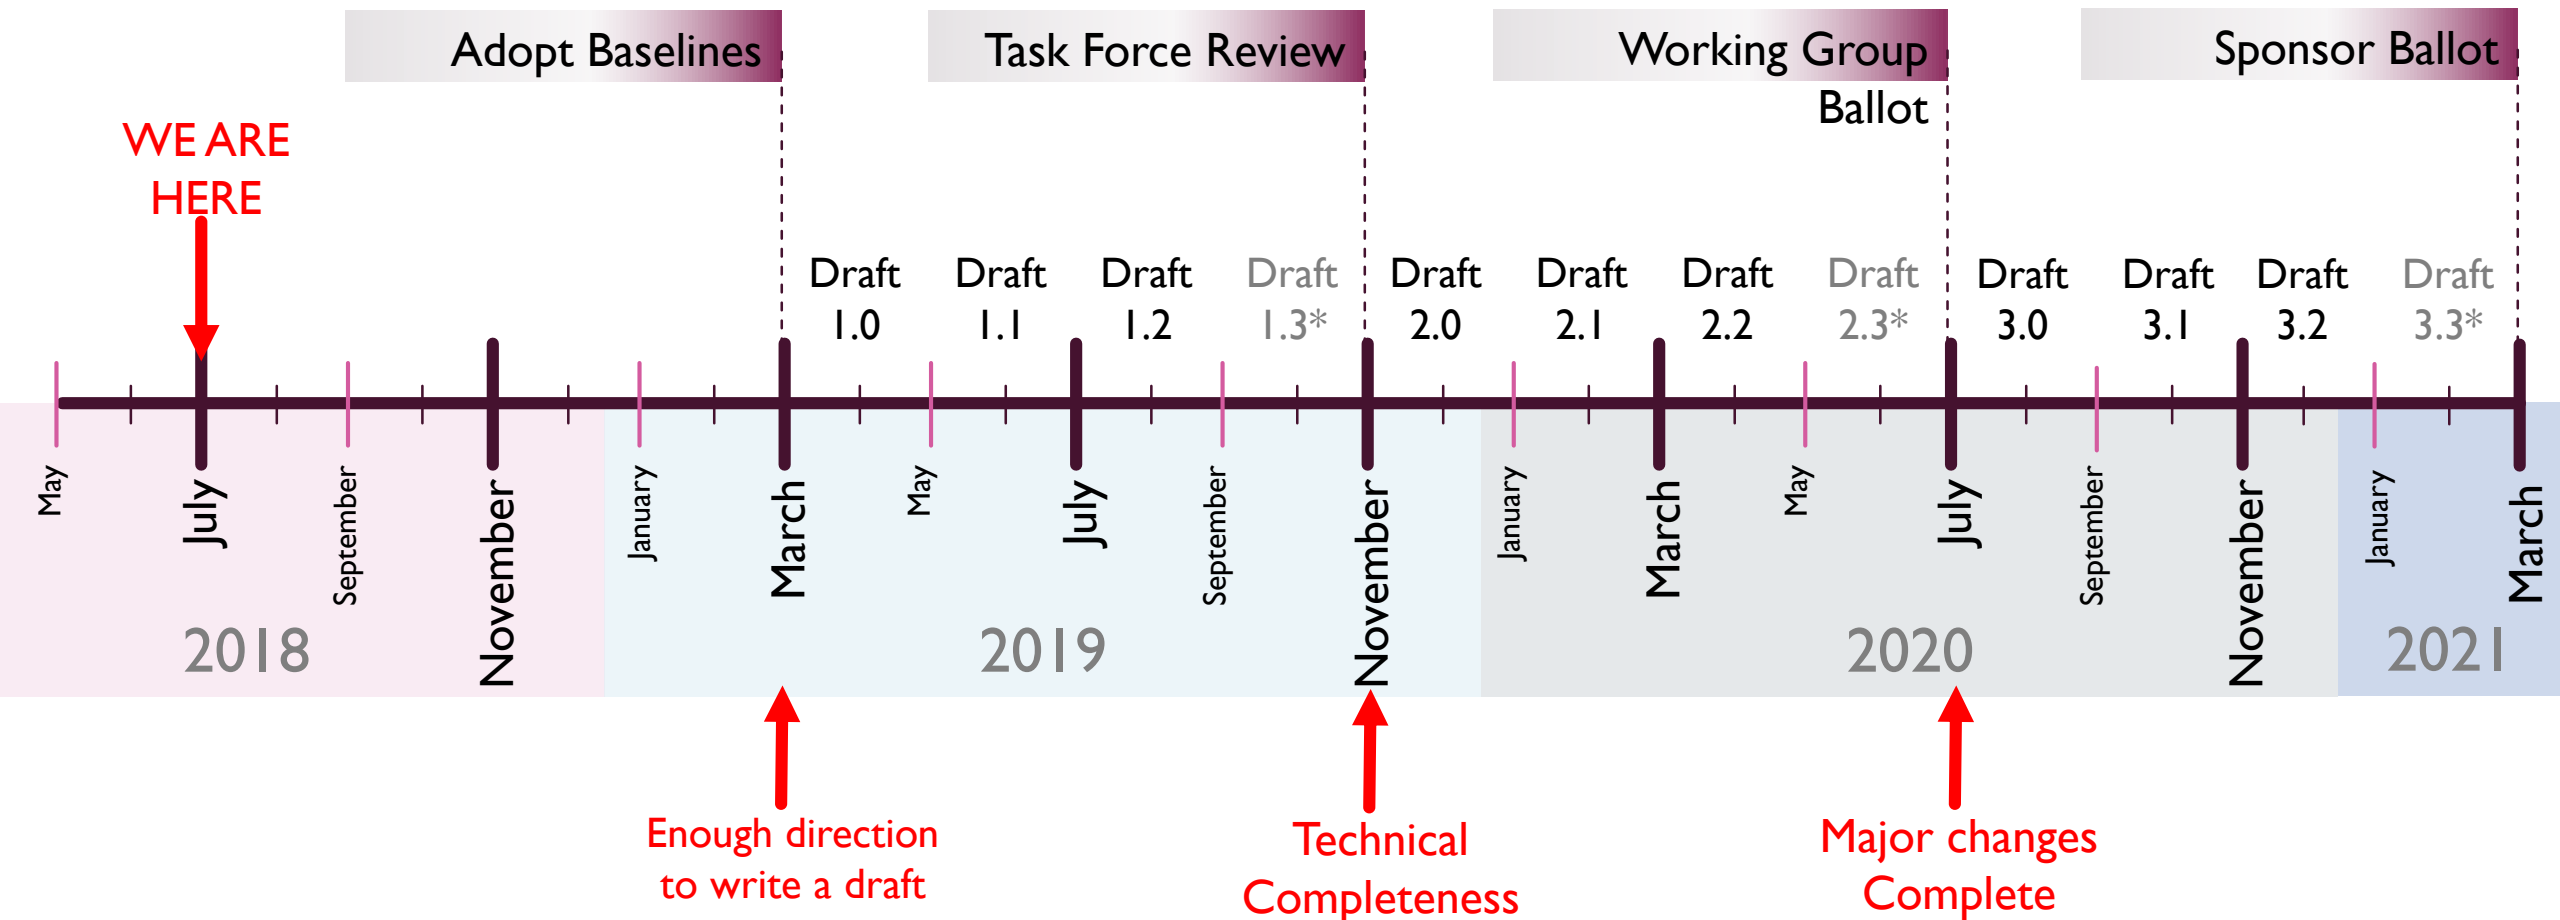 Adopt Baselines
Task Force Review
Working Group
Ballot
Sponsor Ballot
WE ARE
HERE
Draft
1.0
Draft
1.1
Draft
1.2
Draft
1.3*
Draft
2.0
Draft
2.1
Draft
2.2
Draft
2.3*
Draft
3.0
Draft
3.1
Draft
3.2
Draft
3.3*
May
July
September
November
January
March
May
July
September
November
January
March
May
July
September
November
January
March
2018
2019
2020
2021
Enough direction
to write a draft
Technical
Completeness
Major changes
Complete